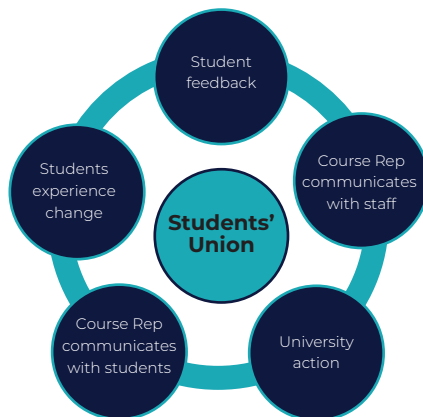 Student
feedback
Course Rep
communicates
with staff
University
action
Course Rep
communicates
with students
Students
experience
change
Students’
Union